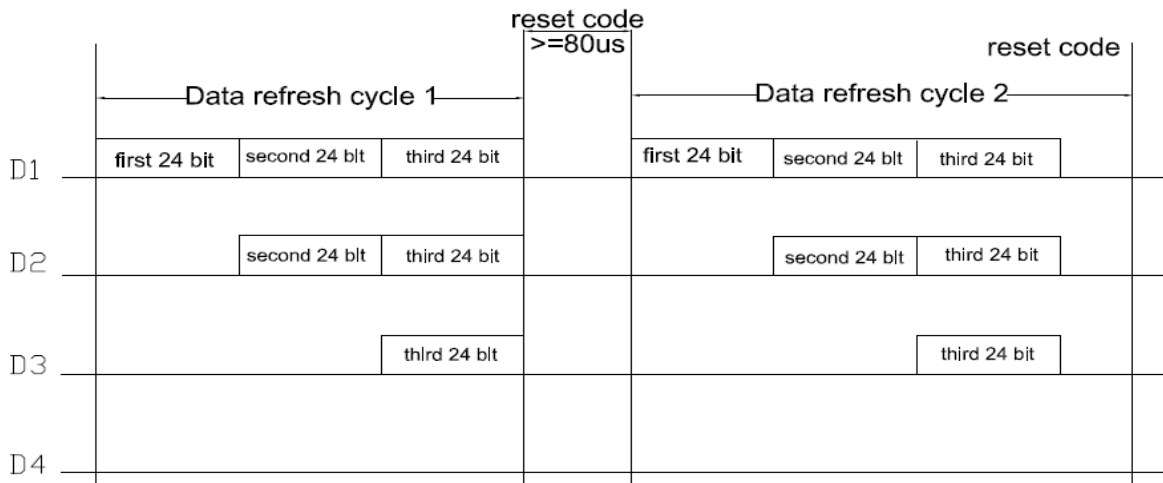 reset code
>=80us
reset code
Data refresh cycle 1
Data refresh cycle 2
D1
first 24 bit
second 24 blt
third 24 bit
first 24 bit
second 24 blt
third 24 bit
D2
second 24 blt
third 24 bit
second 24 blt
third 24 bit
D3
thlrd 24 blt
third 24 bit
D4